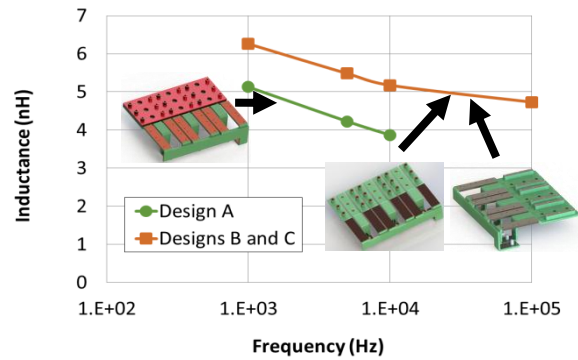 7
6
5
4
3
2
1
0
Inductance (nH)
Design A
Designs B and C
1.E+02 1.E+03 1.E+04 1.E+05
Frequency (Hz)